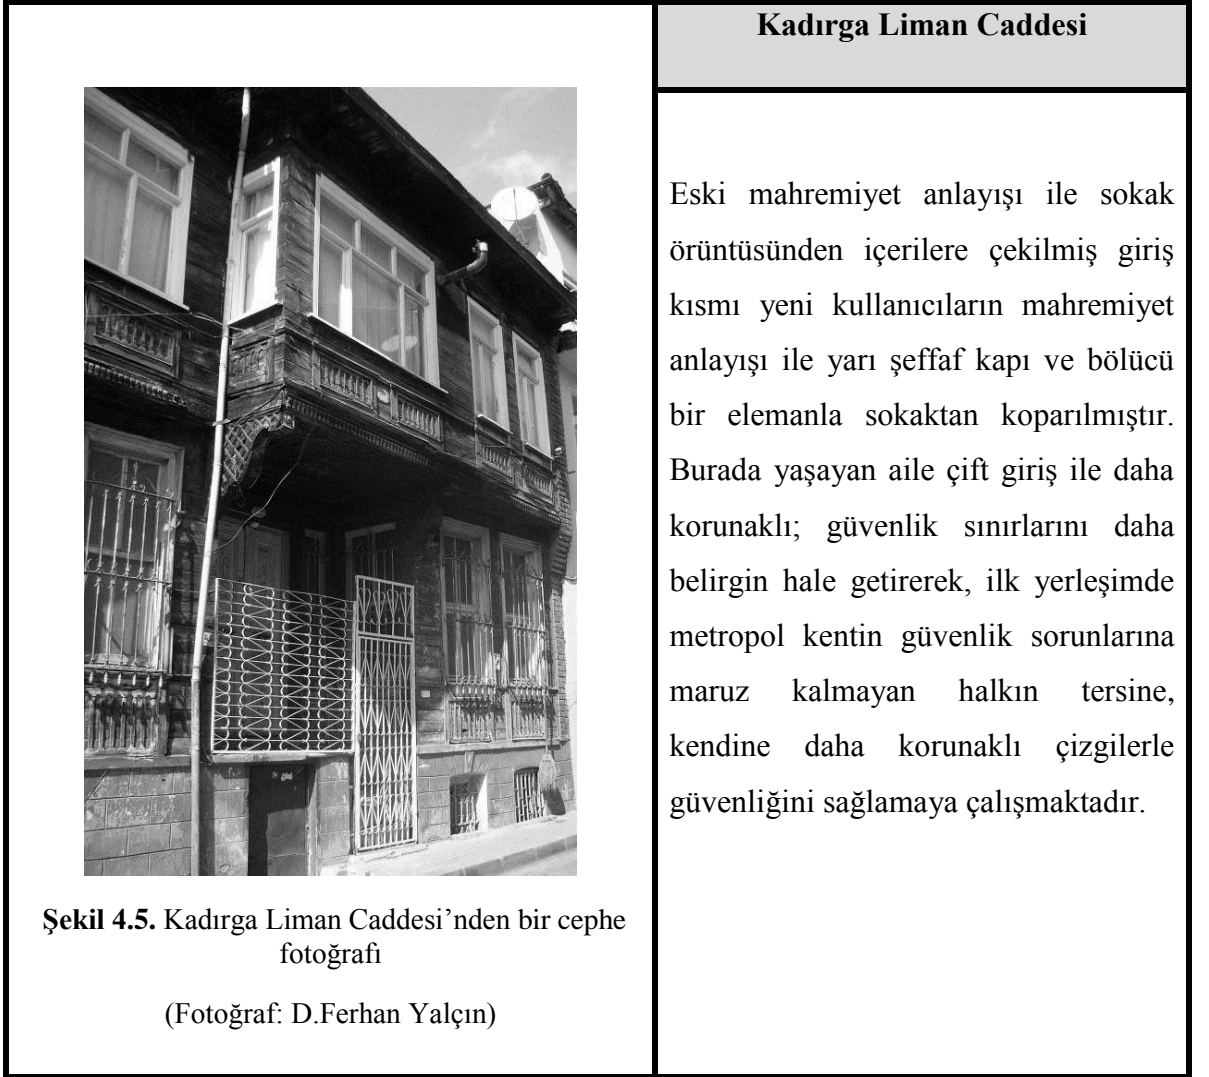 Kadırga Liman Caddesi
Eski mahremiyet anlayışı ile sokak
örüntüsünden içerilere çekilmiş giriş
kısmı yeni kullanıcıların mahremiyet
anlayışı ile yarı şeffaf kapı ve bölücü
bir elemanla sokaktan koparılmıştır.
Burada yaşayan aile çift giriş ile daha
korunaklı; güvenlik sınırlarını daha
belirgin hale getirerek, ilk yerleşimde
metropol kentin güvenlik sorunlarına
maruz kalmayan halkın tersine,
kendine daha korunaklı çizgilerle
güvenliğini sağlamaya çalışmaktadır.
Şekil 4.5. Kadırga Liman Caddesi’nden bir cephe
fotoğrafı
(Fotoğraf: D.Ferhan Yalçın)